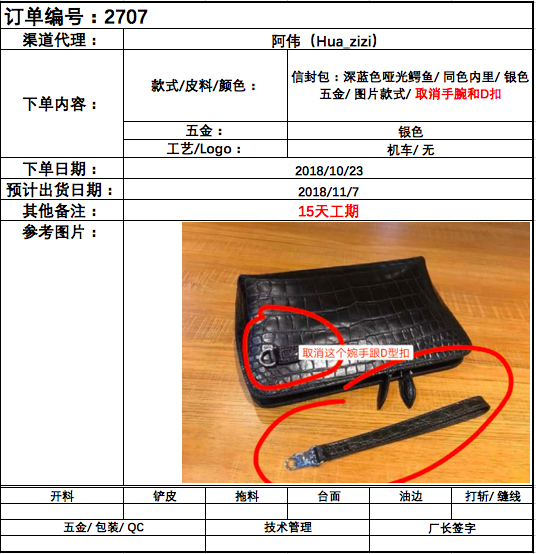 订单编号：2707
渠道代理：
阿伟（Hua_zizi）
下单内容：
款式/皮料/颜色：
信封包：深蓝色哑光鳄鱼/ 同色内里/ 银色
五金/ 图片款式/ 取消手腕和D扣
五金：
银色
工艺/Logo：
机车/ 无
下单日期：
2018/10/23
预计出货日期：
2018/11/7
其他备注：
15天工期
参考图片：
取消这个婉手跟D型扣
开料
铲皮
拖料
台面
油边
打斩/ 缝线
五金/ 包装/ QC
技术管理
厂长签字